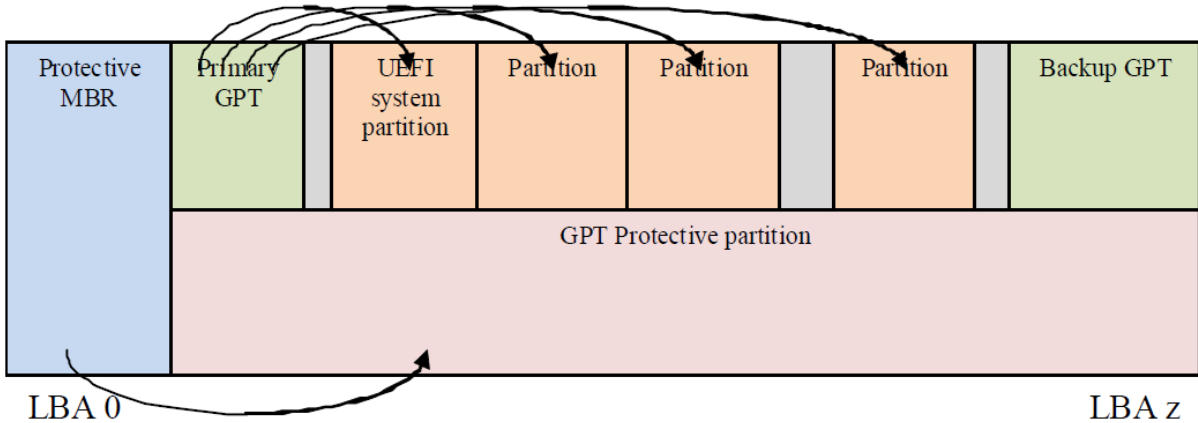 Protective
MBR
Primary
GPT
UEFI
system
partition
Partition
Partition
Partition
Backup GPT
GPT Protective partition
LBA 0
LBA z